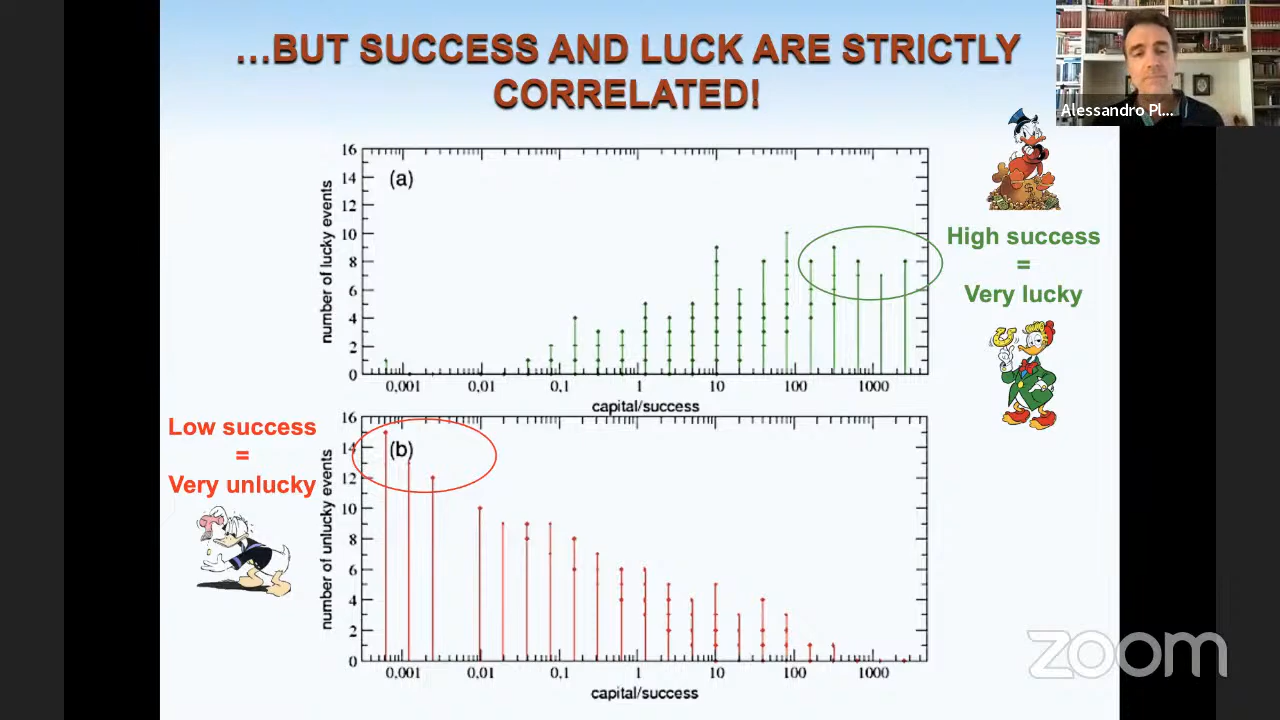 ...BUT SUCCESS AND LUCK ARE STRICTLY
CORRELATED!
Alessandro Pl...
16
14
12
10
8
6
4
2
0
(a)
number of lucky events
0,001
0,01
0,1
1
10
100
1000
capital/success
High success
=
Very lucky
Low success
=
Very unlucky
16
14
12
10
8
6
4
2
0
(b)
number of unlucky events
0,001
0,01
0,1
1
10
100
1000
capital/success
zoom